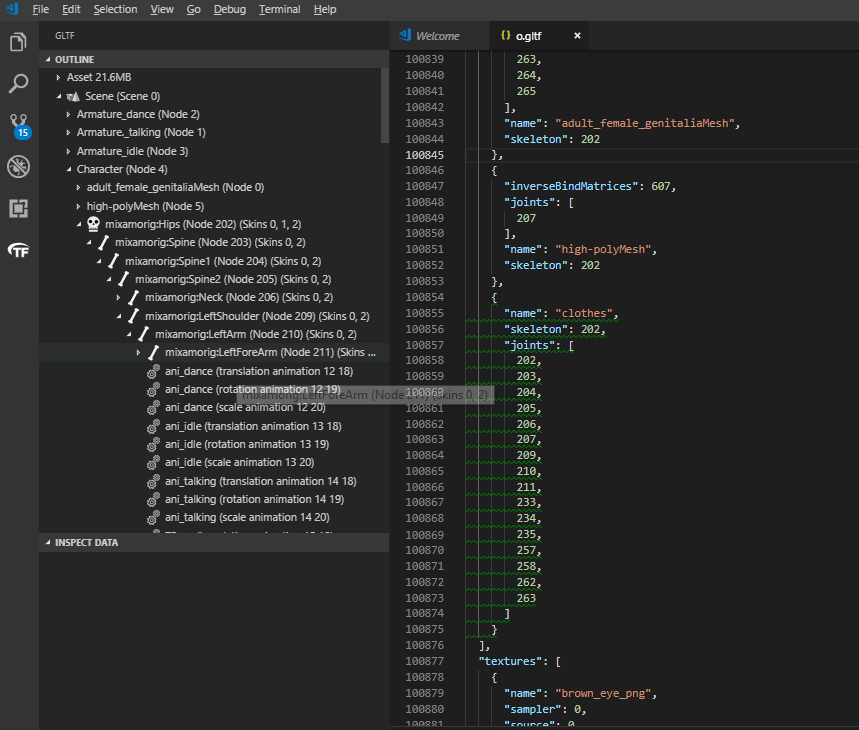 File Edit Selection View Go Debug Terminal Help
GLTF
Welcome
{} o.gltf ×
OUTLINE
Asset 21.6MB
Scene (Scene 0)
Armature_dance (Node 2)
Armature._talking (Node 1)
Armature_idle (Node 3)
Character (Node 4)
adult_female_genitaliaMesh (Node 0)
high-polyMesh (Node 5)
mixamorig:Hips (Node 202) (Skins 0, 1, 2)
mixamorig:Spine (Node 203) (Skins 0, 2)
mixamorig:Spine1 (Node 204) (Skins 0, 2)
mixamorig:Spine2 (Node 205) (Skins 0, 2)
mixamorig:Neck (Node 206) (Skins 0, 2)
mixamorig:LeftShoulder (Node 209) (Skins 0, 2)
mixamorig:LeftArm (Node 210) (Skins 0, 2)
mixamorig:LeftForeArm (Node 211) (Skins ...
ani_dance (translation animation 12 18)
ani_dance (rotation animation 12 19)
mixamorig:LeftForeArm (Node 211) (Skins 0, 2)
ani_dance (scale animation 12 20)
ani_idle (translation animation 13 18)
ani_idle (rotation animation 13 19)
ani_idle (scale animation 13 20)
ani_talking (translation animation 14 18)
ani_talking (rotation animation 14 19)
ani_talking (scale animation 14 20)
INSPECT DATA
15
TF
100839 263,
100840 264,
100841 265
100842 ],
100843 "name": "adult_female_genitaliaMesh",
100844 "skeleton": 202
100845 },
100846 {
100847 "inverseBindMatrices": 607,
100848 "joints": [
100849 207
100850 ],
100851 "name": "high-polyMesh",
100852 "skeleton": 202
100853 },
100854 {
100855 "name": "clothes",
100856 "skeleton": 202,
100857 "joints": [
100858 202,
100859 203,
100860 204,
100861 205,
100862 206,
100863 207,
100864 209,
100865 210,
100866 211,
100867 233,
100868 234,
100869 235,
100870 257,
100871 258,
100872 262,
100873 263
100874 ]
100875 }
100876 ],
100877 "textures": [
100878 {
100879 "name": "brown_eye_png",
100880 "sampler": 0,
100881 "source": 0